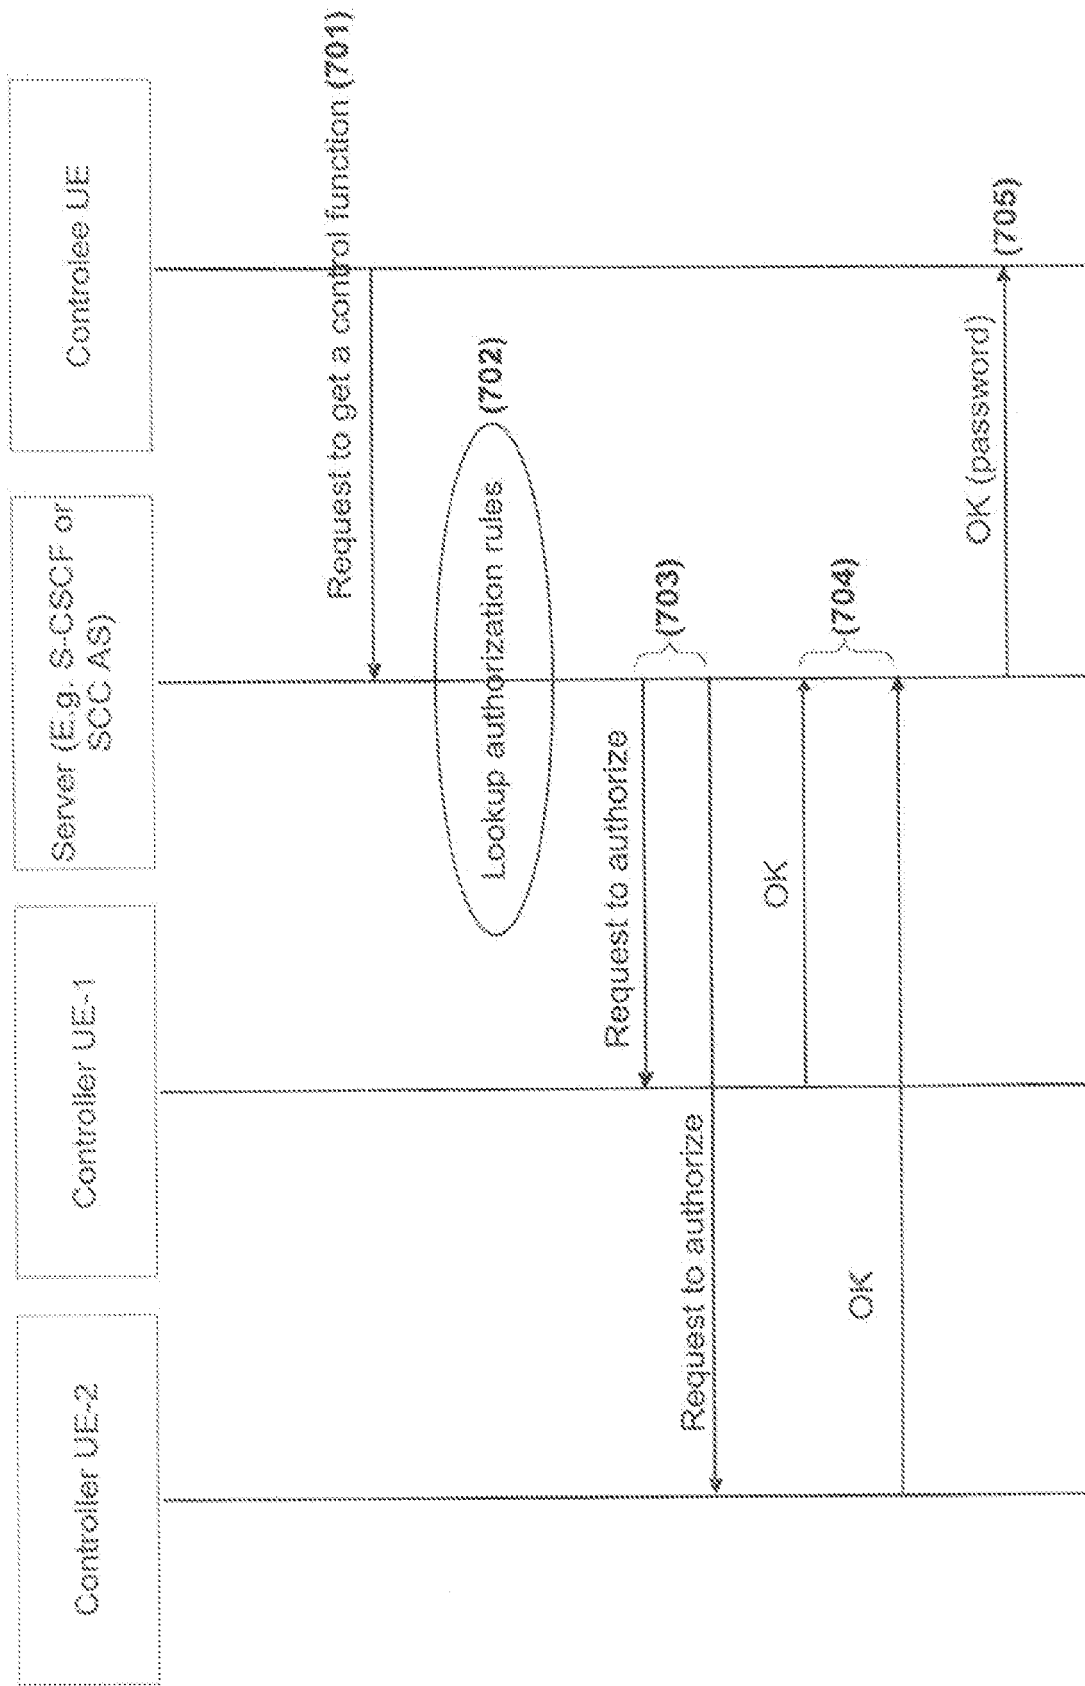 Controller UE-2
Controller UE-1
Server (E.g. S-CSCF or
SCC AS)
Controlee UE
Request to get a control function (701)
Lookup authorization rules
(702)
Request to authorize
(703)
Request to authorize
OK
(704)
OK
OK (password)
(705)